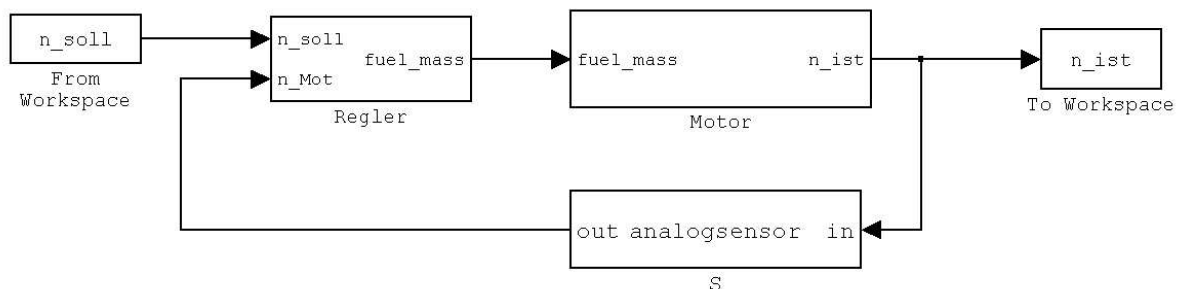 n_soll
From
Workspace
n_soll
n_Mot
fuel_mass
Regler
fuel_mass
n_ist
Motor
n_ist
To Workspace
out analogsensor in
S